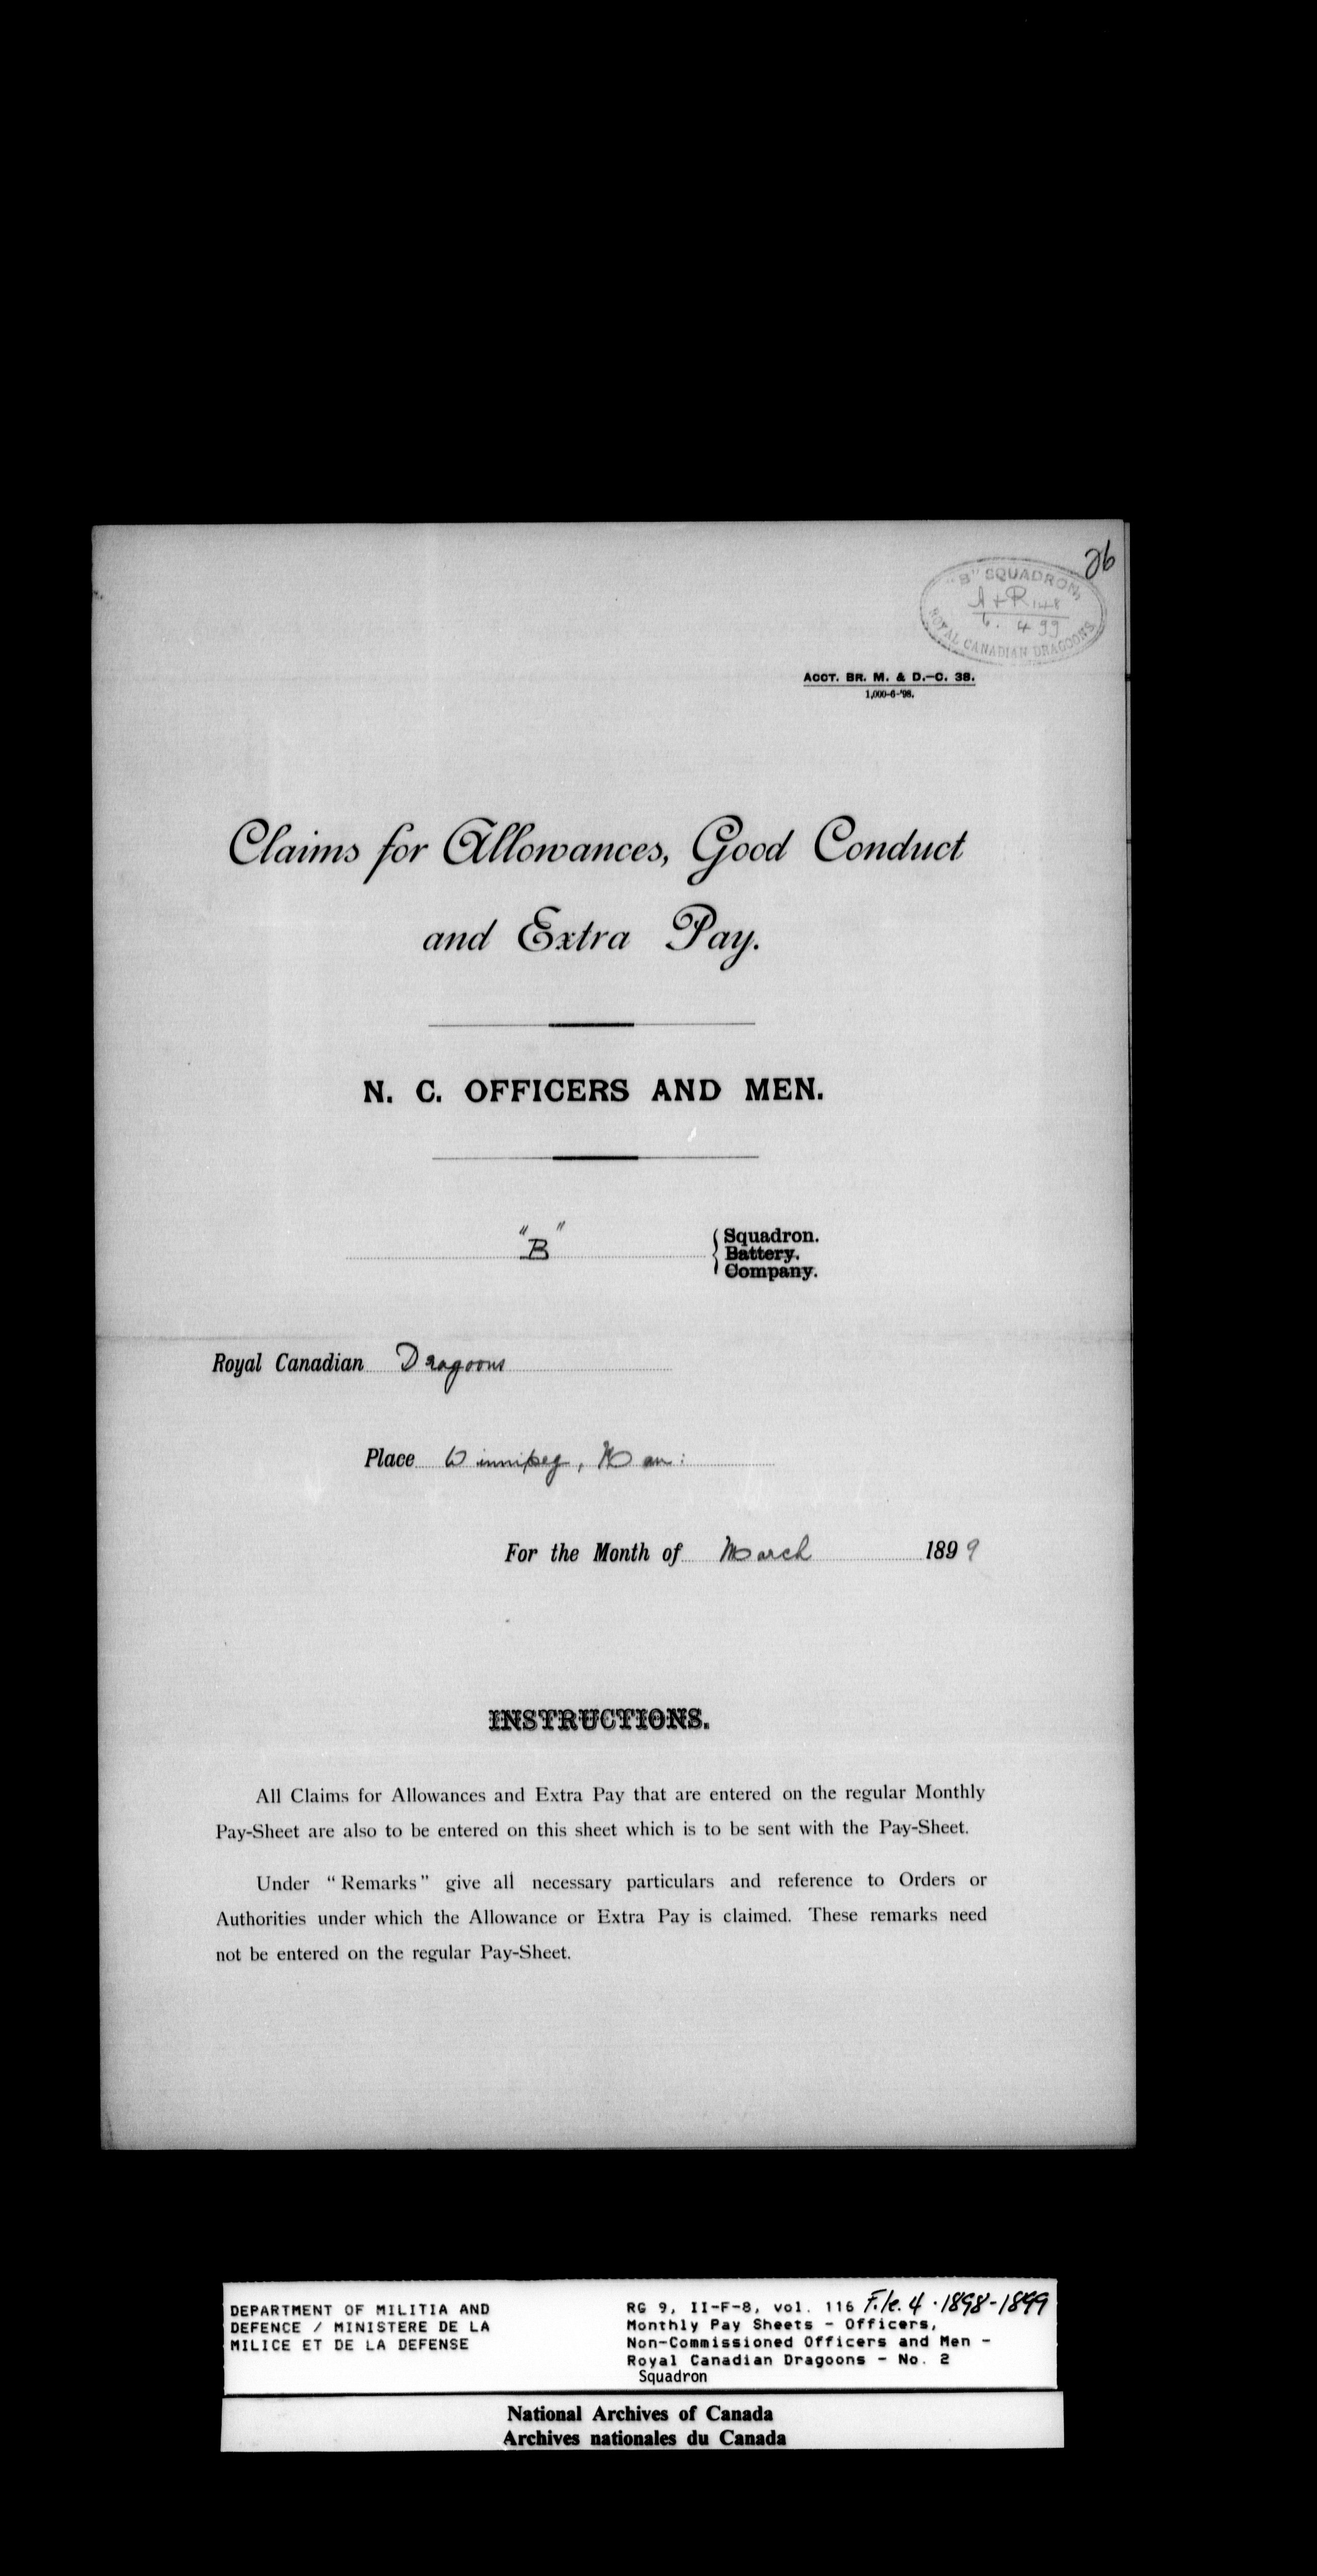 26
"B" SQUADRON,
A + R 148
6. 4 99
ROYAL CANADIAN DRAGOONS
ACCT. BR. M. & D.—C. 38.
1,000-6-'98.
Claims for Allowances, Good Conduct
and Extra Pay.
N. C. OFFICERS AND MEN.
"B" Squadron.
Battery.
Company.
Royal Canadian Dragoons
Place Winnipeg, Man:
For the Month of March 1899
INSTRUCTIONS.
All Claims for Allowances and Extra Pay that are entered on the regular Monthly
Pay-Sheet are also to be entered on this sheet which is to be sent with the Pay-Sheet.
Under "Remarks" give all necessary particulars and reference to Orders or
Authorities under which the Allowance or Extra Pay is claimed. These remarks need
not be entered on the regular Pay-Sheet.
DEPARTMENT OF MILITIA AND
DEFENCE / MINISTERE DE LA
MILICE ET DE LA DEFENSE
RG 9, II-F-8, vol. 116 File 4 · 1898-1899
Monthly Pay Sheets - Officers,
Non-Commissioned Officers and Men -
Royal Canadian Dragoons - No. 2
Squadron
National Archives of Canada
Archives nationales du Canada